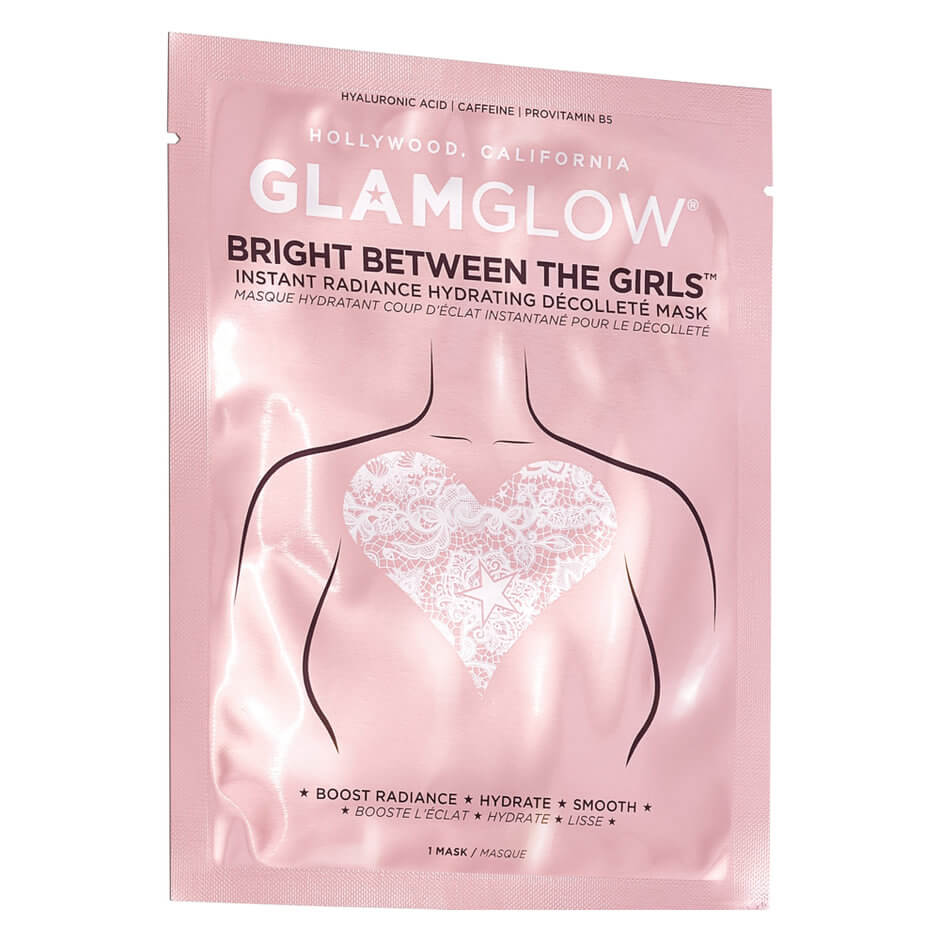 HYALURONIC ACID | CAFFEINE | PROVITAMIN B5
HOLLYWOOD, CALIFORNIA
GLAMGLOW®
BRIGHT BETWEEN THE GIRLS™
INSTANT RADIANCE HYDRATING DÉCOLLETÉ MASK
MASQUE HYDRATANT COUP D'ÉCLAT INSTANTANÉ POUR LE DÉCOLLETÉ
★ BOOST RADIANCE ★ HYDRATE ★ SMOOTH ★
★ BOOSTE L'ÉCLAT ★ HYDRATE ★ LISSE ★
1 MASK / MASQUE